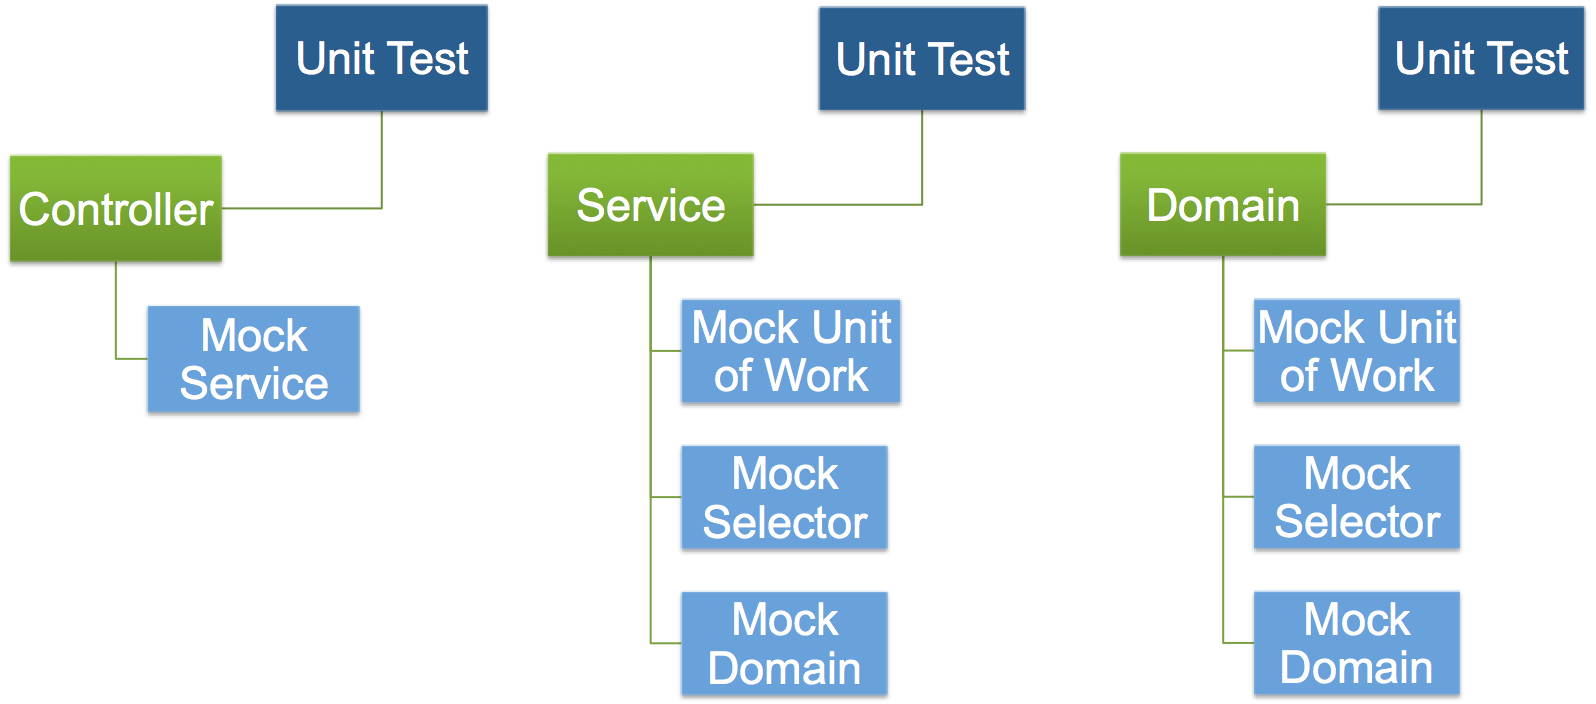 Unit Test
Controller
Mock
Service
Unit Test
Service
Mock Unit
of Work
Mock
Selector
Mock
Domain
Unit Test
Domain
Mock Unit
of Work
Mock
Selector
Mock
Domain